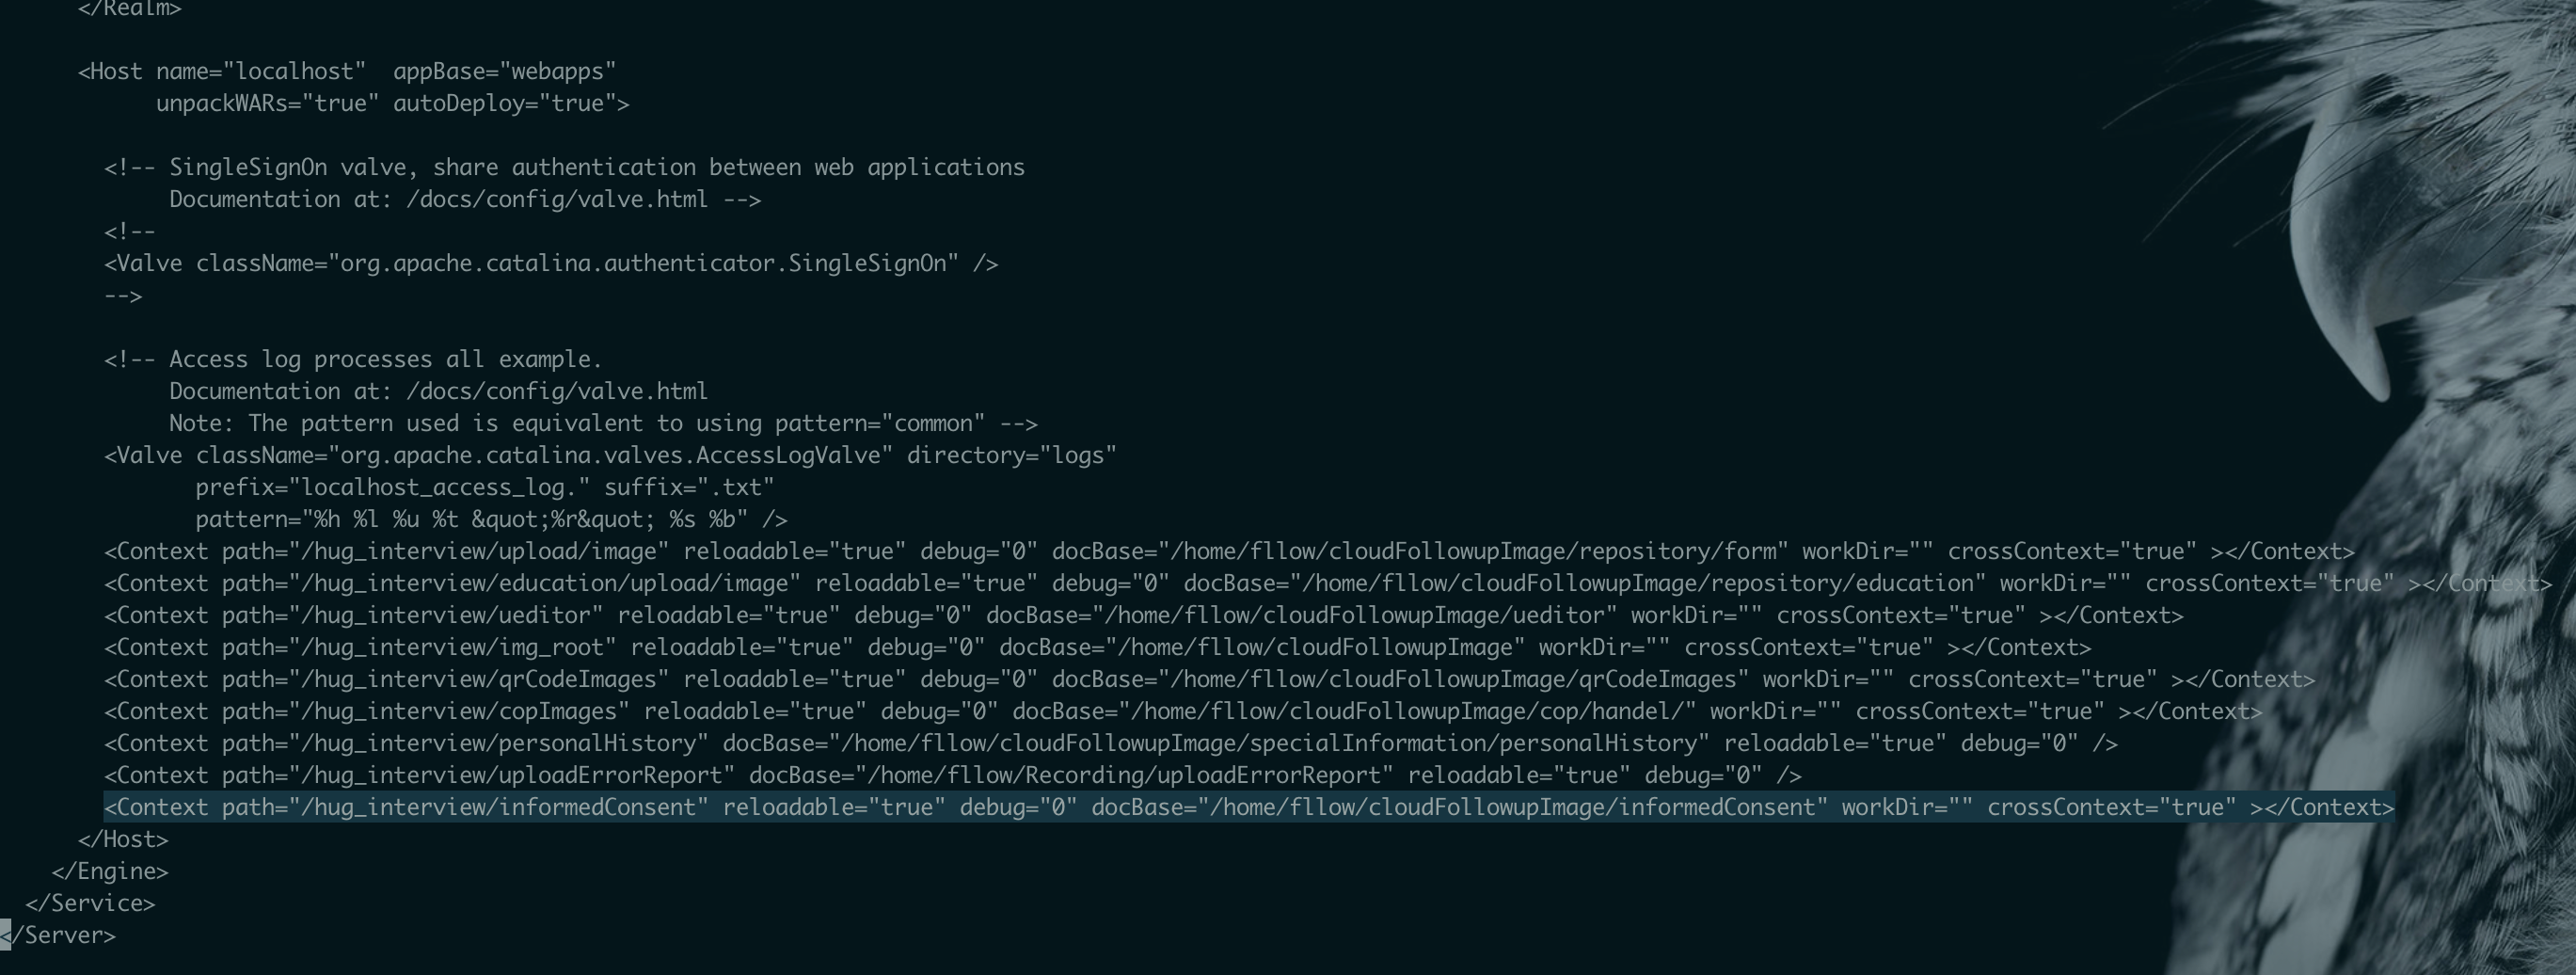 </Realm>
<Host name="localhost"  appBase="webapps"
unpackWARs="true" autoDeploy="true">
<!-- SingleSignOn valve, share authentication between web applications
Documentation at: /docs/config/valve.html -->
<!--
<Valve className="org.apache.catalina.authenticator.SingleSignOn" />
-->
<!-- Access log processes all example.
Documentation at: /docs/config/valve.html
Note: The pattern used is equivalent to using pattern="common" -->
<Valve className="org.apache.catalina.valves.AccessLogValve" directory="logs"
prefix="localhost_access_log." suffix=".txt"
pattern="%h %l %u %t &quot;%r&quot; %s %b" />
<Context path="/hug_interview/upload/image" reloadable="true" debug="0" docBase="/home/fllow/cloudFollowupImage/repository/form" workDir="" crossContext="true" ></Context>
<Context path="/hug_interview/education/upload/image" reloadable="true" debug="0" docBase="/home/fllow/cloudFollowupImage/repository/education" workDir="" crossContext="true" ></Context>
<Context path="/hug_interview/ueditor" reloadable="true" debug="0" docBase="/home/fllow/cloudFollowupImage/ueditor" workDir="" crossContext="true" ></Context>
<Context path="/hug_interview/img_root" reloadable="true" debug="0" docBase="/home/fllow/cloudFollowupImage" workDir="" crossContext="true" ></Context>
<Context path="/hug_interview/qrCodeImages" reloadable="true" debug="0" docBase="/home/fllow/cloudFollowupImage/qrCodeImages" workDir="" crossContext="true" ></Context>
<Context path="/hug_interview/copImages" reloadable="true" debug="0" docBase="/home/fllow/cloudFollowupImage/cop/handel/" workDir="" crossContext="true" ></Context>
<Context path="/hug_interview/personalHistory" docBase="/home/fllow/cloudFollowupImage/specialInformation/personalHistory" reloadable="true" debug="0" />
<Context path="/hug_interview/uploadErrorReport" docBase="/home/fllow/Recording/uploadErrorReport" reloadable="true" debug="0" />
<Context path="/hug_interview/informedConsent" reloadable="true" debug="0" docBase="/home/fllow/cloudFollowupImage/informedConsent" workDir="" crossContext="true" ></Context>
</Host>
</Engine>
</Service>
</Server>